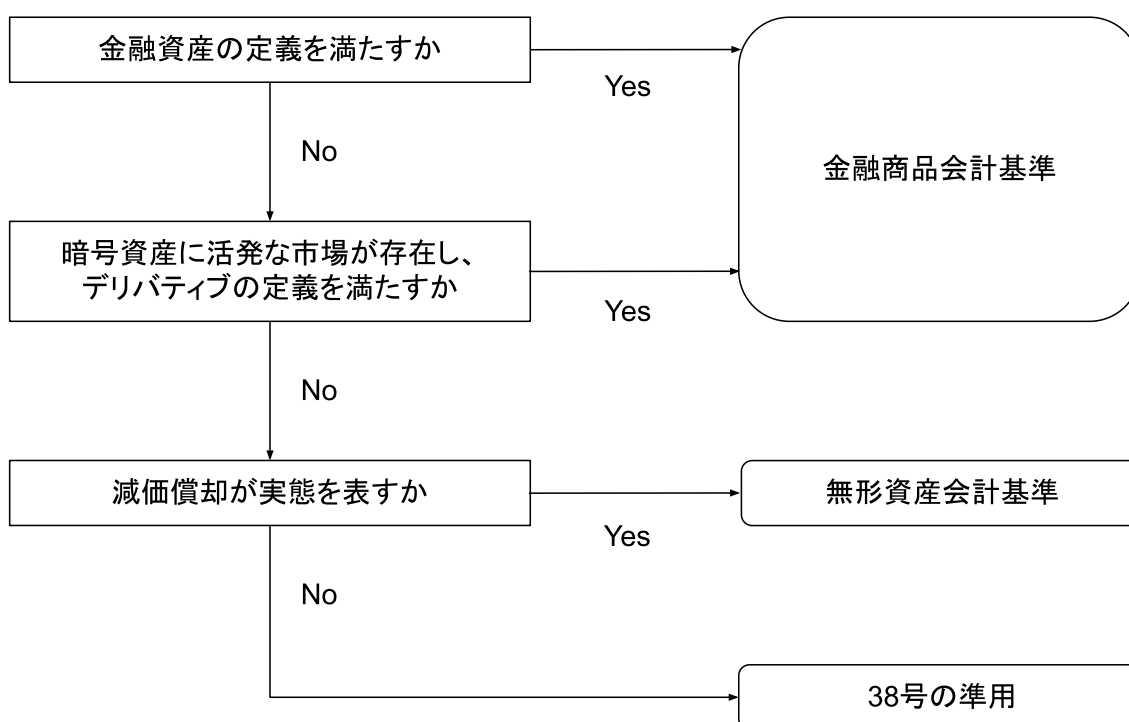 金融資産の定義を満たすか
Yes
金融商品会計基準
No
暗号資産に活発な市場が存在し、
デリバティブの定義を満たすか
Yes
No
減価償却が実態を表すか
Yes
無形資産会計基準
No
38号の準用